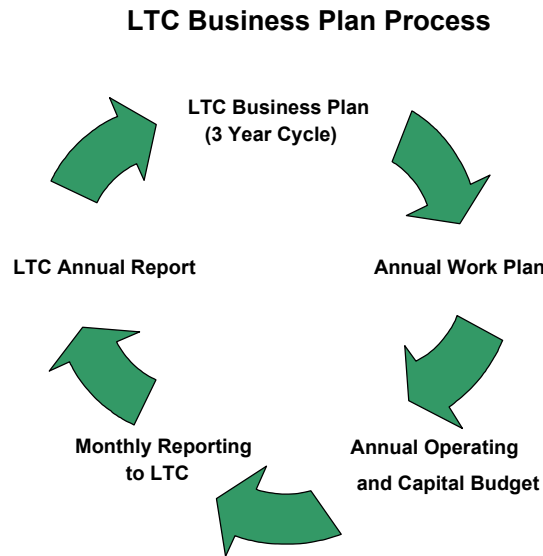 LTC Business Plan Process
LTC Business Plan
(3 Year Cycle)
LTC Annual Report
Annual Work Plan
Monthly Reporting
to LTC
Annual Operating
and Capital Budget